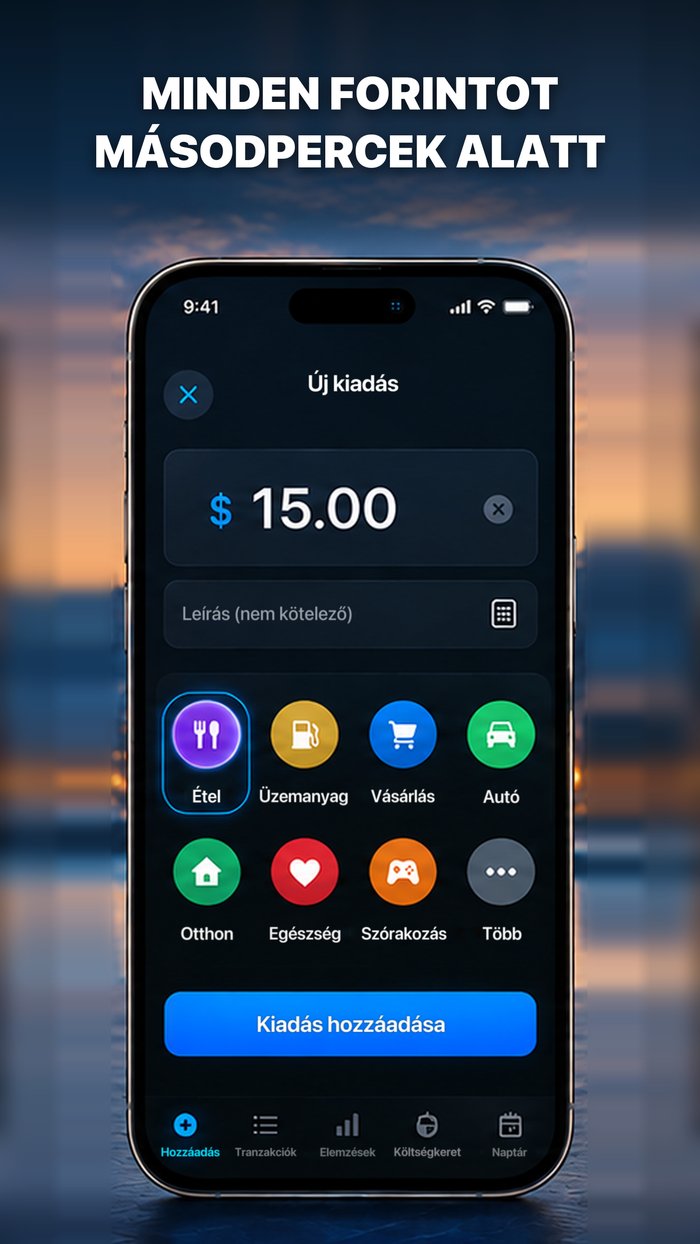 MINDEN FORINTOT
MÁSODPERCEK ALATT
9:41
Új kiadás
$ 15.00
Leírás (nem kötelező)
Étel Üzemanyag Vásárlás Autó
Otthon Egészség Szórakozás Több
Kiadás hozzáadása
Hozzáadás Tranzakciók Elemzések Költségkeret Naptár